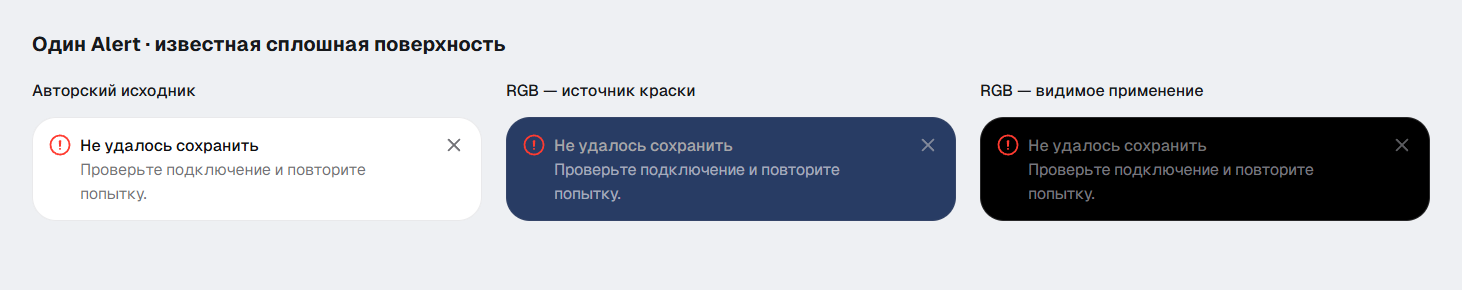 Один Alert · известная сплошная поверхность
Авторский исходник
Не удалось сохранить
Проверьте подключение и повторите
попытку.
RGB — источник краски
Не удалось сохранить
Проверьте подключение и повторите
попытку.
RGB — видимое применение
Не удалось сохранить
Проверьте подключение и повторите
попытку.